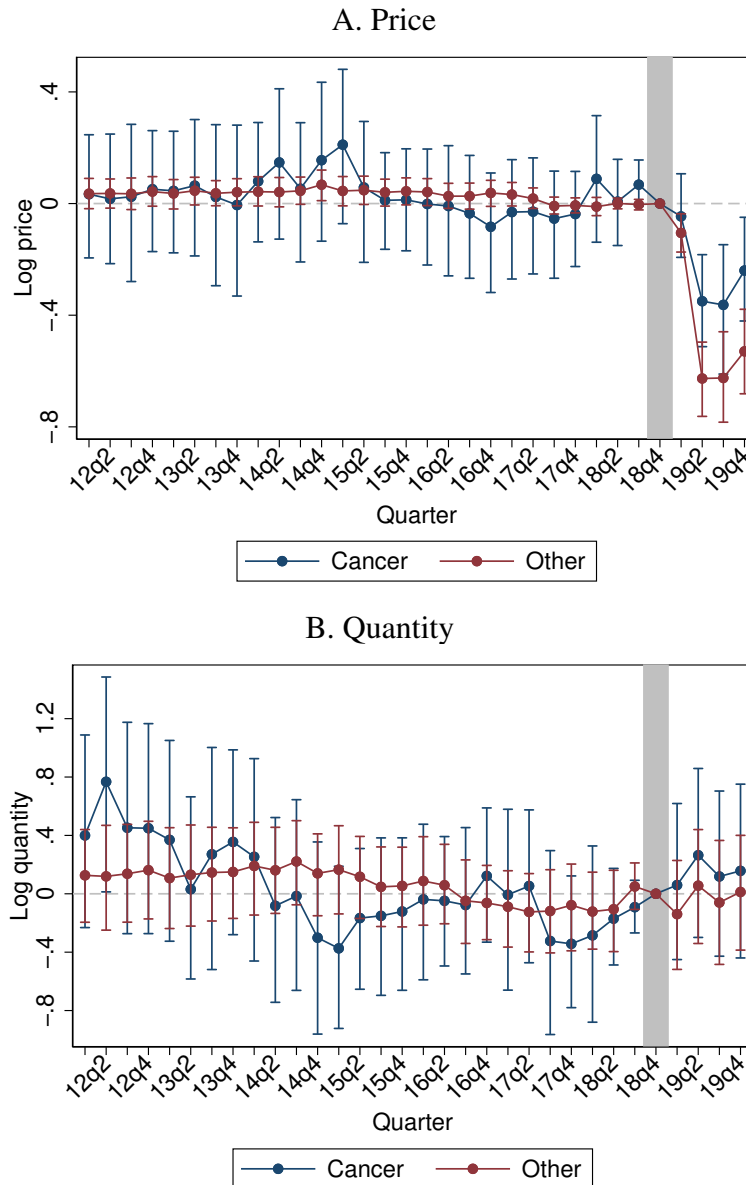 A. Price
.4
0
-.4
-.8
Log price
12q2 12q4 13q2 13q4 14q2 14q4 15q2 15q4 16q2 16q4 17q2 17q4 18q2 18q4 19q2 19q4
Quarter
Cancer Other
B. Quantity
1.2
.8
.4
0
-.4
-.8
Log quantity
12q2 12q4 13q2 13q4 14q2 14q4 15q2 15q4 16q2 16q4 17q2 17q4 18q2 18q4 19q2 19q4
Quarter
Cancer Other